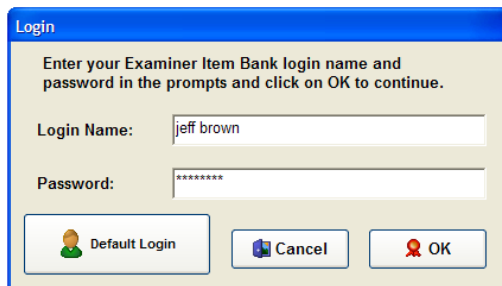 Login
Enter your Examiner Item Bank login name and
password in the prompts and click on OK to continue.
Login Name: jeff brown
Password: ********
Default Login Cancel OK